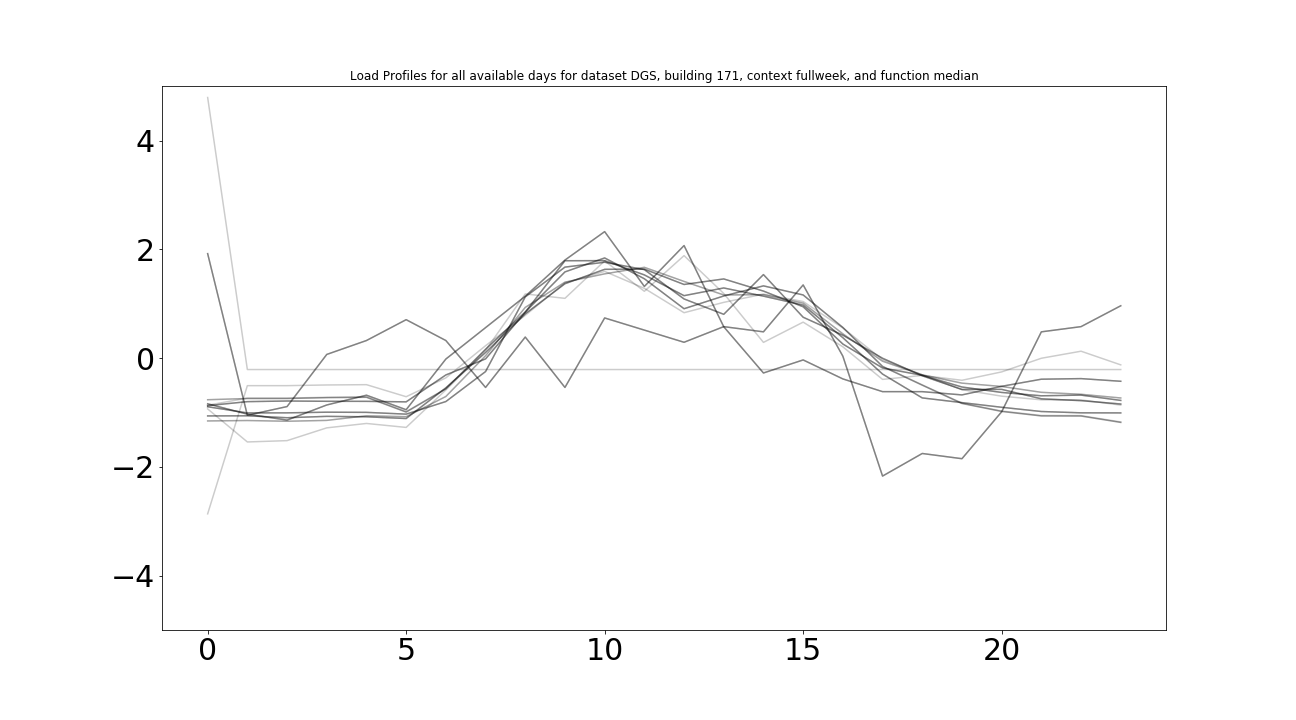 Load Profiles for all available days for dataset DGS, building 171, context fullweek, and function median
4
2
0
−2
−4
0 5 10 15 20